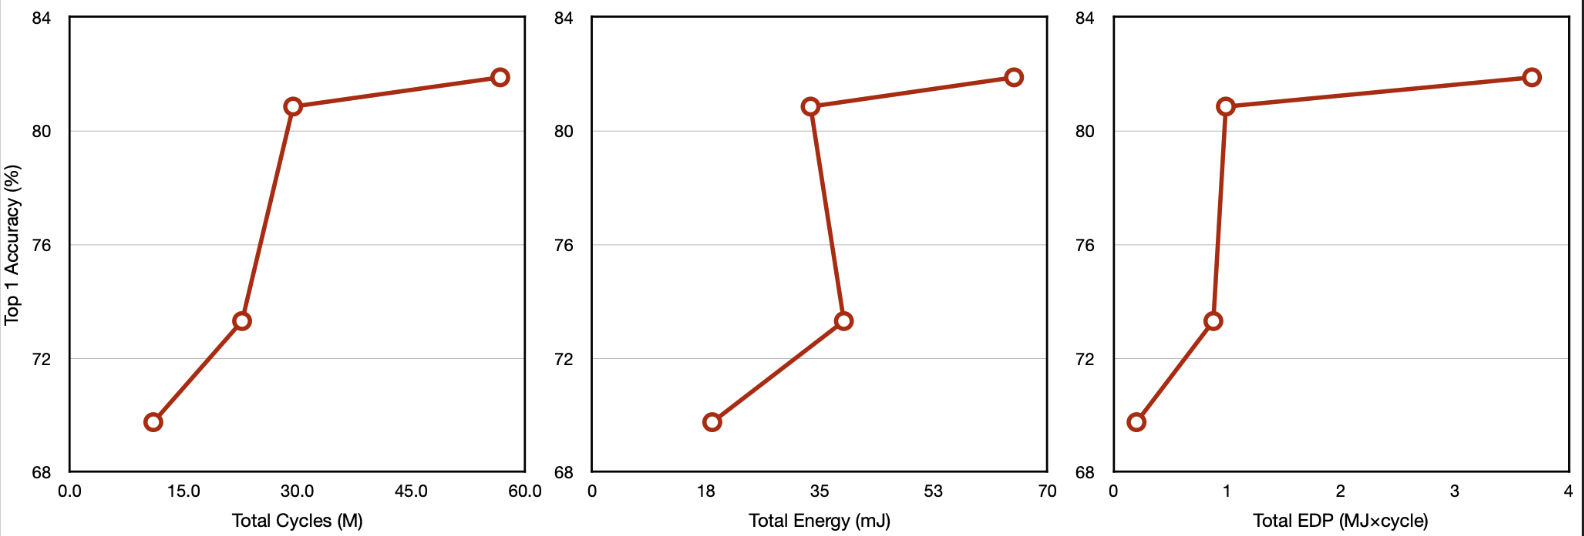 Top 1 Accuracy (%)
84
80
76
72
68
0.0 15.0 30.0 45.0 60.0
Total Cycles (M)
84
80
76
72
68
0 18 35 53 70
Total Energy (mJ)
84
80
76
72
68
0 1 2 3 4
Total EDP (MJ×cycle)